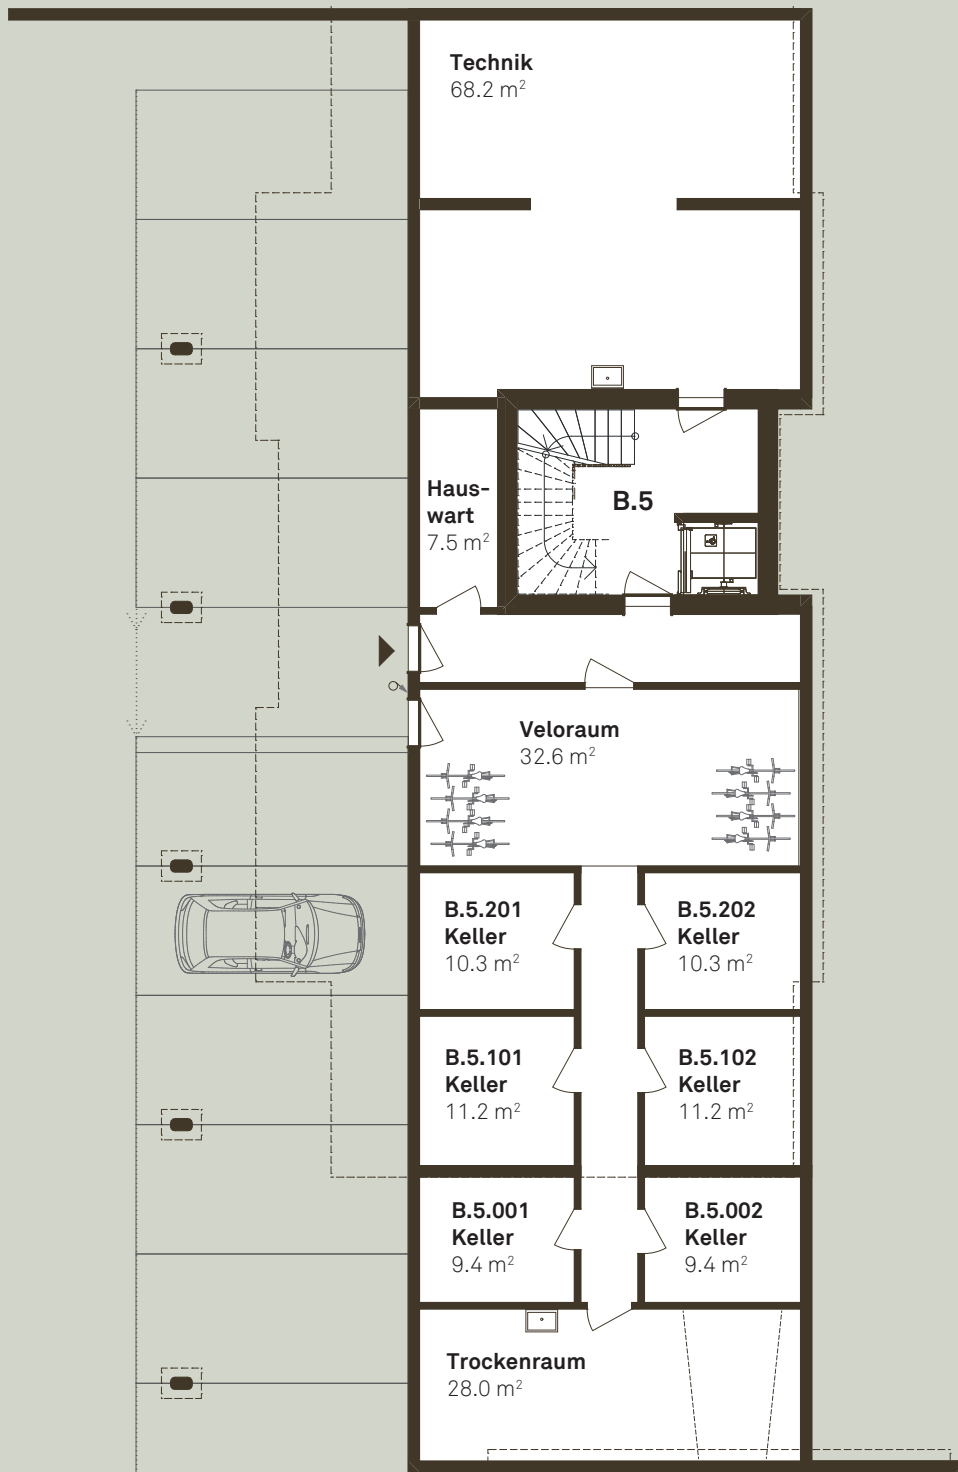 Technik
68.2 m²
Haus-
wart
7.5 m²
B.5
Veloraum
32.6 m²
B.5.201
Keller
10.3 m²
B.5.202
Keller
10.3 m²
B.5.101
Keller
11.2 m²
B.5.102
Keller
11.2 m²
B.5.001
Keller
9.4 m²
B.5.002
Keller
9.4 m²
Trockenraum
28.0 m²